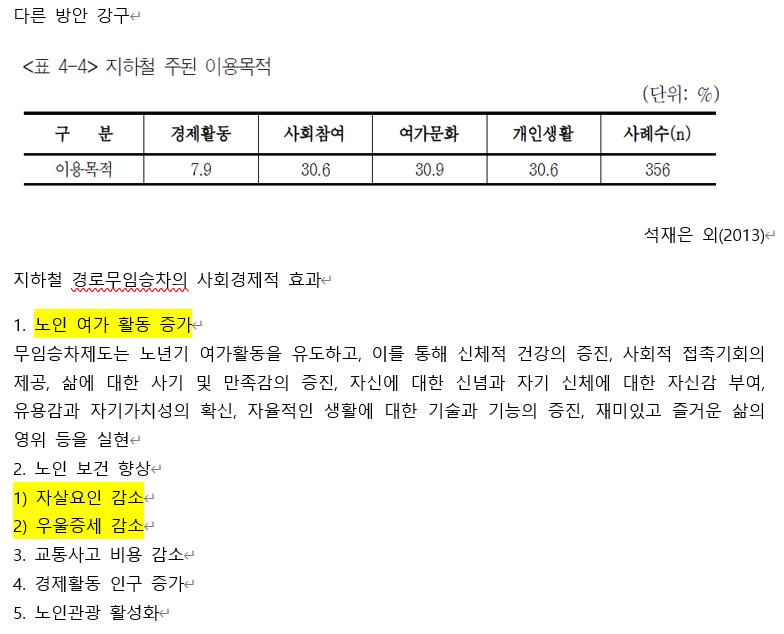 다른 방안 강구
<표 4-4> 지하철 주된 이용목적
(단위: %)
구 분 경제활동 사회참여 여가문화 개인생활 사례수(n)
이용목적 7.9 30.6 30.9 30.6 356
석재은 외(2013)
지하철 경로무임승차의 사회경제적 효과
1. 노인 여가 활동 증가
무임승차제도는 노년기 여가활동을 유도하고, 이를 통해 신체적 건강의 증진, 사회적 접촉기회의
제공, 삶에 대한 사기 및 만족감의 증진, 자신에 대한 신념과 자기 신체에 대한 자신감 부여,
유용감과 자기가치성의 확신, 자율적인 생활에 대한 기술과 기능의 증진, 재미있고 즐거운 삶의
영위 등을 실현
2. 노인 보건 향상
1) 자살요인 감소
2) 우울증세 감소
3. 교통사고 비용 감소
4. 경제활동 인구 증가
5. 노인관광 활성화